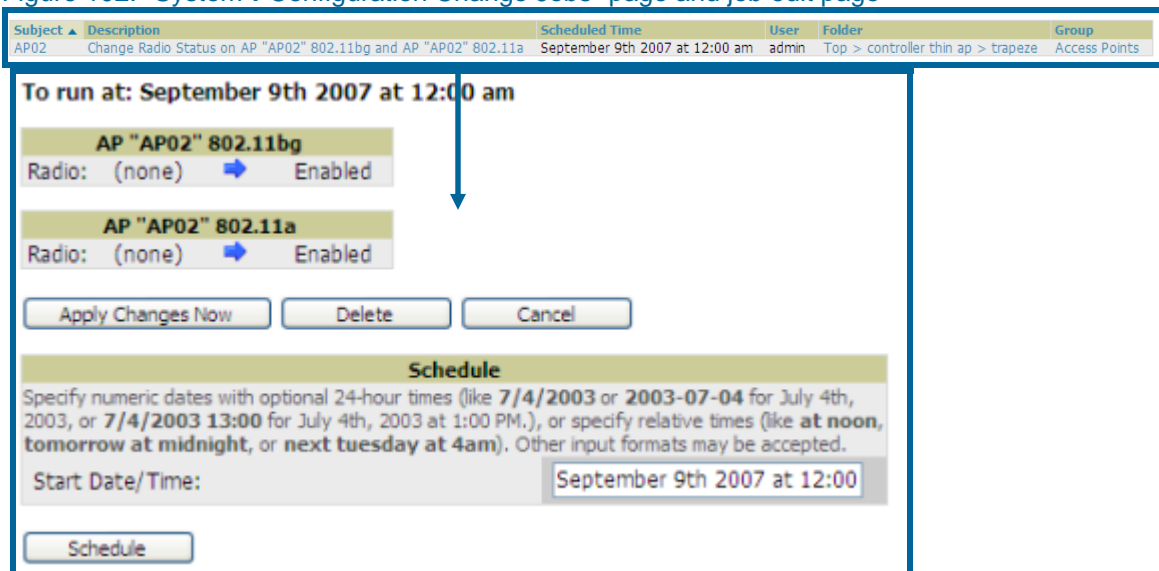 Subject ▲ Description Scheduled Time User Folder Group
AP02 Change Radio Status on AP "AP02" 802.11bg and AP "AP02" 802.11a September 9th 2007 at 12:00 am admin Top > controller thin ap > trapeze Access Points
To run at: September 9th 2007 at 12:00 am
AP "AP02" 802.11bg
Radio: (none) Enabled
AP "AP02" 802.11a
Radio: (none) Enabled
Apply Changes Now Delete Cancel
Schedule
Specify numeric dates with optional 24-hour times (like 7/4/2003 or 2003-07-04 for July 4th,
2003, or 7/4/2003 13:00 for July 4th, 2003 at 1:00 PM.), or specify relative times (like at noon,
tomorrow at midnight, or next tuesday at 4am). Other input formats may be accepted.
Start Date/Time: September 9th 2007 at 12:00
Schedule